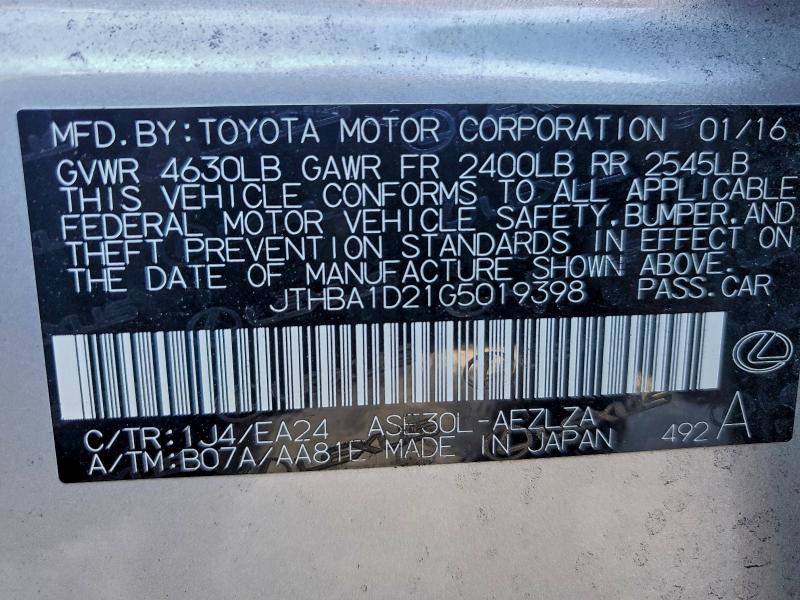 MFD.BY:TOYOTA MOTOR CORPORATION 01/16
GVWR 4630LB GAWR FR 2400LB RR 2545LB
THIS VEHICLE CONFORMS TO ALL APPLICABLE
FEDERAL MOTOR VEHICLE SAFETY,BUMPER,AND
THEFT PREVENTION STANDARDS IN EFFECT ON
THE DATE OF MANUFACTURE SHOWN ABOVE.
JTHBA1D21G5019398 PASS.CAR
C/TR:1J4/EA24 ASE30L-AEZLZA
A/TM:B07A/AA81E MADE IN JAPAN 492 A